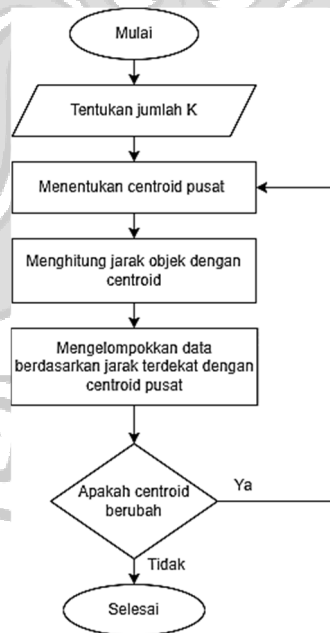 Mulai
Tentukan jumlah K
Menentukan centroid pusat
Menghitung jarak objek dengan
centroid
Mengelompokkan data
berdasarkan jarak terdekat dengan
centroid pusat
Apakah centroid
berubah
Ya
Tidak
Selesai